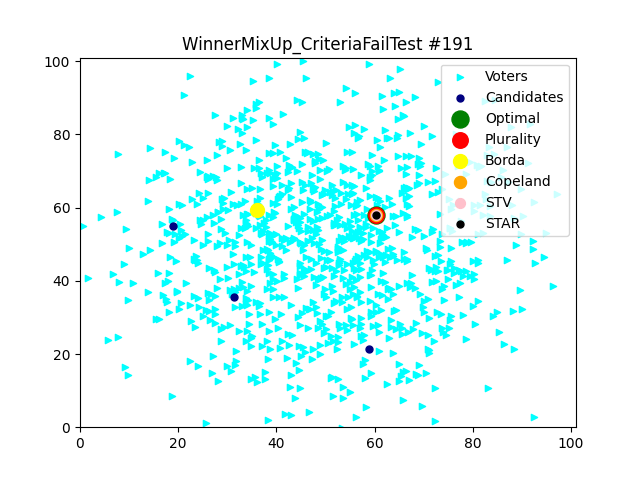 WinnerMixUp_CriteriaFailTest #191
100
80
60
40
20
0
0
20
40
60
80
100
Voters
Candidates
Optimal
Plurality
Borda
Copeland
STV
STAR